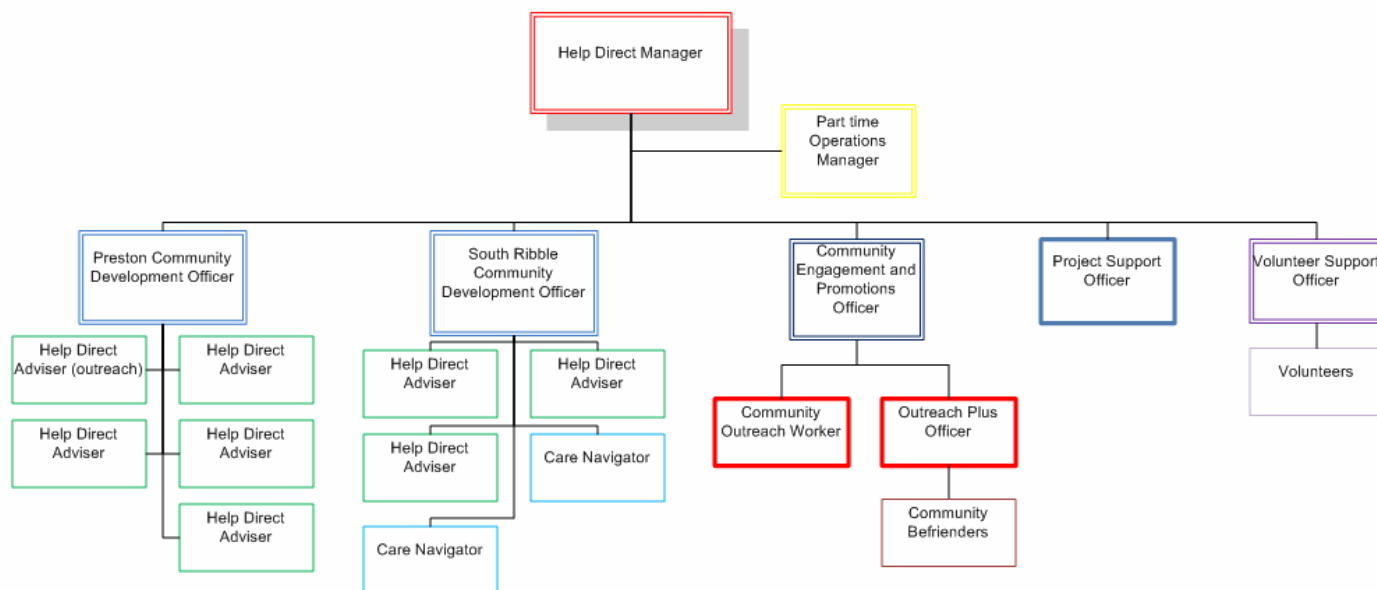 Help Direct Manager
Part time
Operations
Manager
Preston Community
Development Officer
South Ribble
Community
Development Officer
Community
Engagement and
Promotions
Officer
Project Support
Officer
Volunteer Support
Officer
Help Direct
Adviser (outreach)
Help Direct
Adviser
Help Direct
Adviser
Help Direct
Adviser
Help Direct
Adviser
Help Direct
Adviser
Help Direct
Adviser
Help Direct
Adviser
Care Navigator
Care Navigator
Community
Outreach Worker
Outreach Plus
Officer
Community
Befrienders
Volunteers